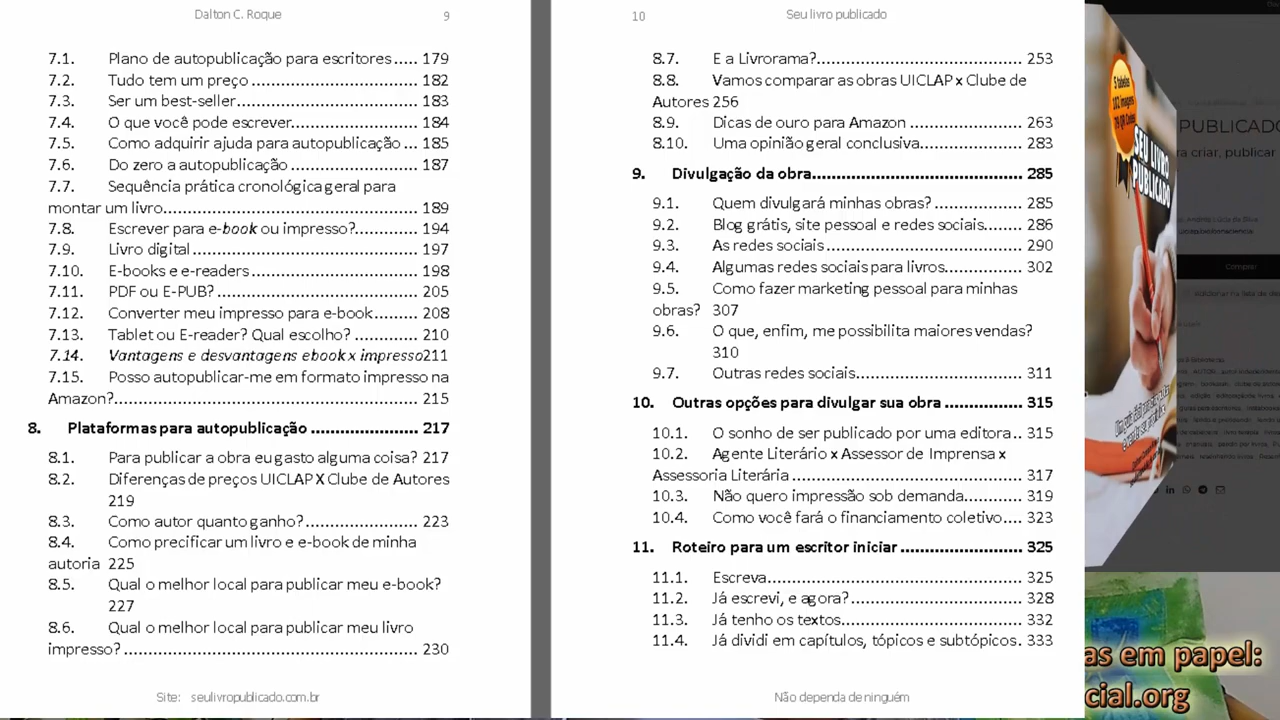 Dalton C. Roque 9
7.1. Plano de autopublicação para escritores ..... 179
7.2. Tudo tem um preço .............................. 182
7.3. Ser um best-seller................................ 183
7.4. O que você pode escrever...................... 184
7.5. Como adquirir ajuda para autopublicação ... 185
7.6. Do zero a autopublicação ...................... 187
7.7. Sequência prática cronológica geral para
montar um livro............................................ 189
7.8. Escrever para e-book ou impresso?........... 194
7.9. Livro digital ....................................... 197
7.10. E-books e e-readers .............................. 198
7.11. PDF ou E-PUB? .................................... 205
7.12. Converter meu impresso para e-book........ 208
7.13. Tablet ou E-reader? Qual escolho? ............ 210
7.14. Vantagens e desvantagens ebook x impresso211
7.15. Posso autopublicar-me em formato impresso na
Amazon?..................................................... 215
8. Plataformas para autopublicação .................. 217
8.1. Para publicar a obra eu gasto alguma coisa? 217
8.2. Diferenças de preços UICLAP X Clube de Autores
219
8.3. Como autor quanto ganho?.................... 223
8.4. Como precificar um livro e e-book de minha
autoria 225
8.5. Qual o melhor local para publicar meu e-book?
227
8.6. Qual o melhor local para publicar meu livro
impresso? ................................................... 230
Site: seulivropublicado.com.br
10 Seu livro publicado
8.7. E a Livrorama?................................... 253
8.8. Vamos comparar as obras UICLAP x Clube de
Autores 256
8.9. Dicas de ouro para Amazon ................... 263
8.10. Uma opinião geral conclusiva.................. 283
9. Divulgação da obra.................................... 285
9.1. Quem divulgará minhas obras? ................ 285
9.2. Blog grátis, site pessoal e redes sociais....... 286
9.3. As redes sociais .................................. 290
9.4. Algumas redes sociais para livros.............. 302
9.5. Como fazer marketing pessoal para minhas
obras? 307
9.6. O que, enfim, me possibilita maiores vendas?
310
9.7. Outras redes sociais............................. 311
10. Outras opções para divulgar sua obra ............. 315
10.1. O sonho de ser publicado por uma editora .. 315
10.2. Agente Literário x Assessor de Imprensa x
Assessoria Literária ........................................ 317
10.3. Não quero impressão sob demanda........... 319
10.4. Como você fará o financiamento coletivo.... 323
11. Roteiro para um escritor iniciar ..................... 325
11.1. Escreva............................................. 325
11.2. Já escrevi, e agora? .............................. 328
11.3. Já tenho os textos................................ 332
11.4. Já dividi em capítulos, tópicos e subtópicos. 333
Não dependa de ninguém
5 tabelas
102 imagens
79 QR Codes
SEU LIVRO
PUBLICADO
PUBLICADO
ra criar, publicar
Comprar
as em papel:
cial.org